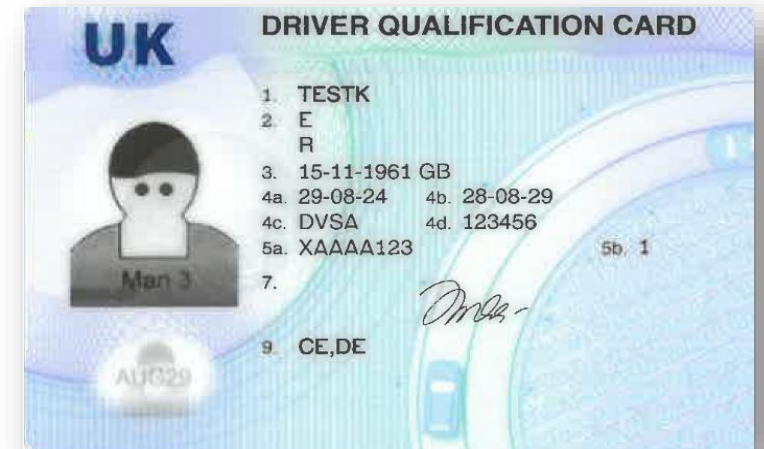 UK
DRIVER QUALIFICATION CARD
1. TESTK
2. E
R
3. 15-11-1961 GB
4a. 29-08-24 4b. 28-08-29
4c. DVSA 4d. 123456
5a. XAAAA123 5b. 1
Man 3
7.
9. CE,DE
AUG29